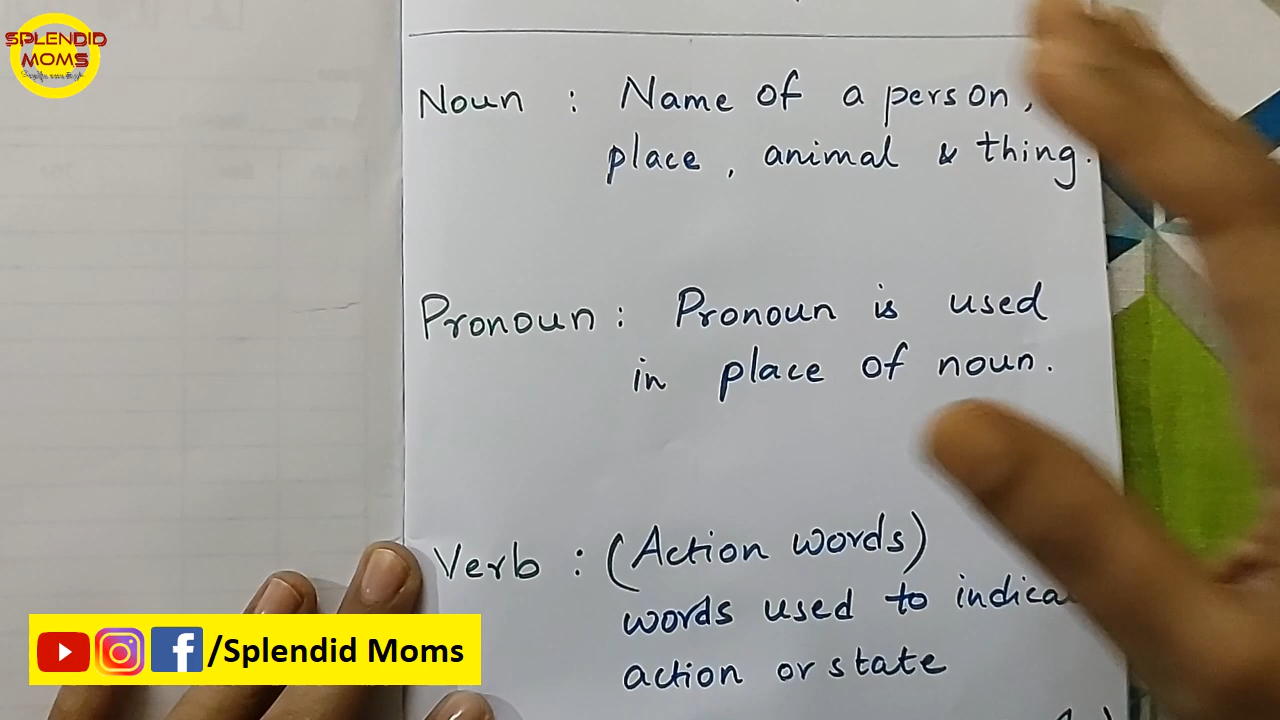 SPLENDID
MOMS
Noun : Name of a person,
place, animal & thing.
Pronoun : Pronoun is used
in place of noun.
Verb : (Action words)
words used to indica
action or state
/Splendid Moms